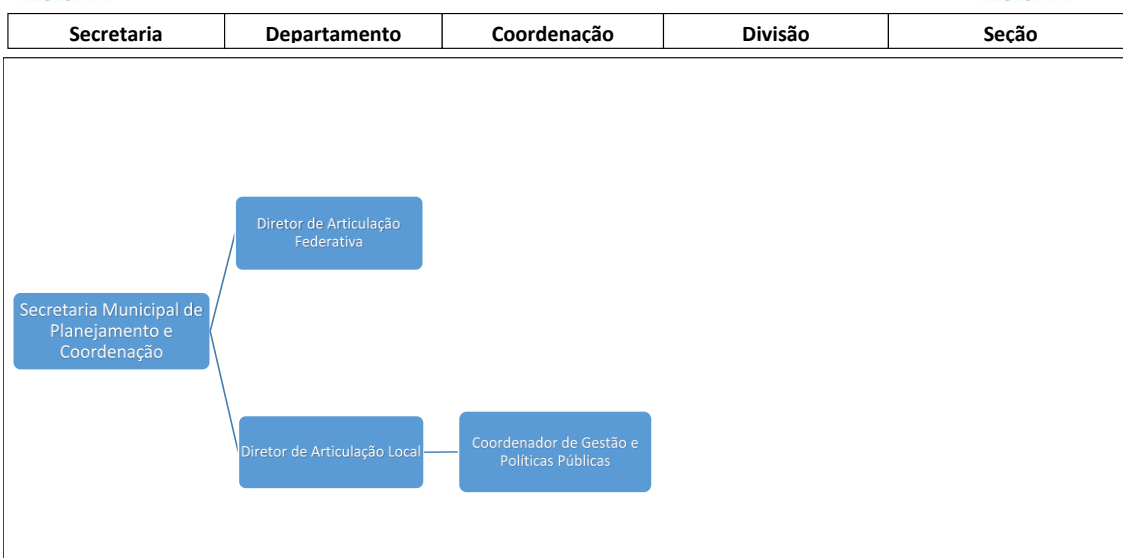 Secretaria Departamento Coordenação Divisão Seção
Diretor de Articulação
Federativa
Secretaria Municipal de
Planejamento e
Coordenação
Diretor de Articulação Local
Coordenador de Gestão e
Políticas Públicas